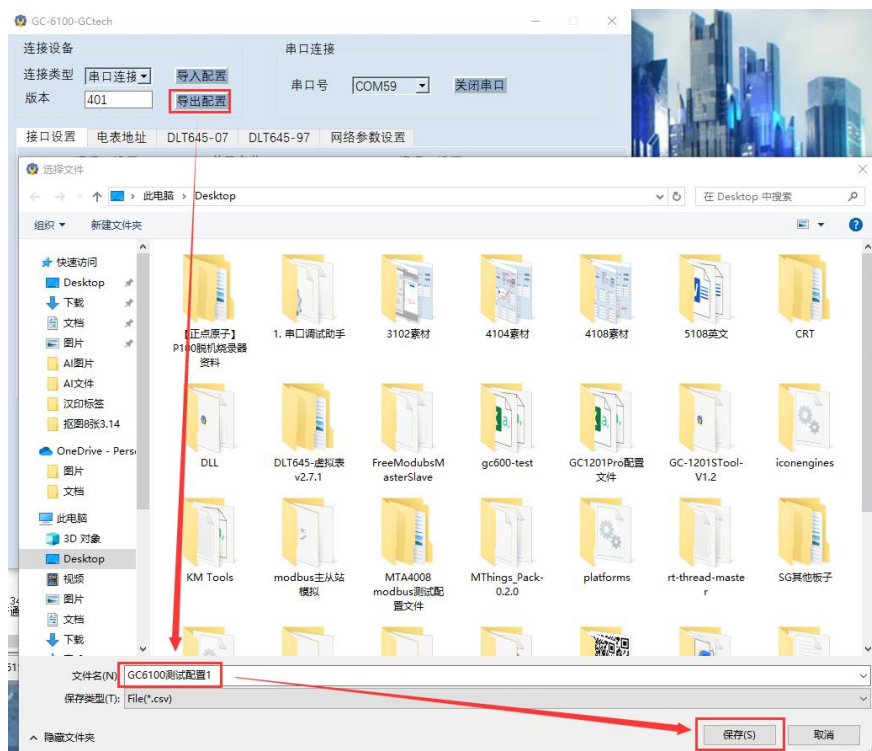 GC-6100-GCtech
连接设备
连接类型 串口连接 导入配置
版本 401 导出配置
串口连接
串口号 COM59 关闭串口
接口设置 电表地址 DLT645-07 DLT645-97 网络参数设置
选择文件
此电脑 › Desktop
在 Desktop 中搜索
组织 新建文件夹
快速访问
Desktop
下载
文档
图片
AI图片
AI文件
汉印标签
抠图8张3.14
OneDrive - Pers
图片
文档
此电脑
3D 对象
Desktop
视频
图片
文档
下载
【正点原子】
P100脱机烧录器
资料
1. 串口调试助手
3102素材
4104素材
4108素材
5108英文
CRT
DLL
DLT645-虚拟表
v2.7.1
FreeModubsM
asterSlave
gc600-test
GC1201Pro配置
文件
GC-1201STool-
V1.2
iconengines
KM Tools
modbus主从站
模拟
MTA4008
modbus测试配
置文件
MThings_Pack-
0.2.0
platforms
rt-thread-maste
r
SG其他板子
文件名(N): GC6100测试配置1
保存类型(T): File(*.csv)
隐藏文件夹
保存(S) 取消